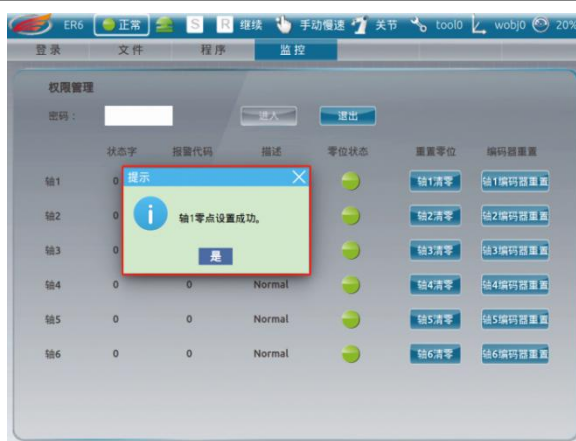 ER6 正常 S R 继续 手动慢速 关节 tool0 wobj0 20%
登录 文件 程序 监控
权限管理
密码： 进入 退出
状态字 报警代码 描述 零位状态 重置零位 编码器重置
提示
轴1 0 轴1清零 轴1编码器重置
轴1零点设置成功。
轴2 0 轴2清零 轴2编码器重置
轴3 0 轴3清零 轴3编码器重置
是
轴4 0 0 Normal 轴4清零 轴4编码器重置
轴5 0 0 Normal 轴5清零 轴5编码器重置
轴6 0 0 Normal 轴6清零 轴6编码器重置